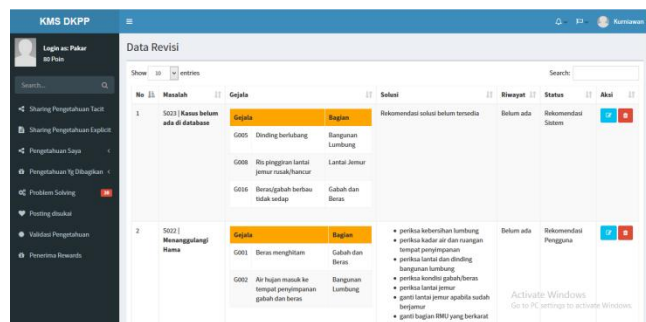 KMS DKPP
Kurniawan
Login as: Pakar
80 Poin
Search...
Sharing Pengetahuan Tacit
Sharing Pengetahuan Explicit
Pengetahuan Saya
Pengetahuan Yg Dibagikan
Problem Solving
Posting disukai
Validasi Pengetahuan
Penerima Rewards
Data Revisi
Show 10 entries
Search:
No Masalah Gejala Solusi Riwayat Status Aksi
1
S023 | Kasus belum
ada di database
Gejala Bagian
G005 Dinding berlubang Bangunan
Lumbung
G008 Ris pinggiran lantai Lantai Jemur
jemur rusak/hancur
G016 Beras/gabah berbau Gabah dan
tidak sedap Beras
Rekomendasi solusi belum tersedia
Belum ada
Rekomendasi
Sistem
2
S022 |
Menanggulangi
Hama
Gejala Bagian
G001 Beras menghitam Gabah dan
Beras
G002 Air hujan masuk ke Bangunan
tempat penyimpanan Lumbung
gabah dan beras
periksa kebersihan lumbung
periksa kadar air dan ruangan
tempat penyimpanan
periksa lantai dan dinding
bangunan lumbung
periksa kondisi gabah/beras
periksa lantai jemur
ganti lantai jemur apabila sudah
berjamur
ganti bagian RMU yang berkarat
Belum ada
Rekomendasi
Pengguna
Activate Windows
Go to PC settings to activate Windows.